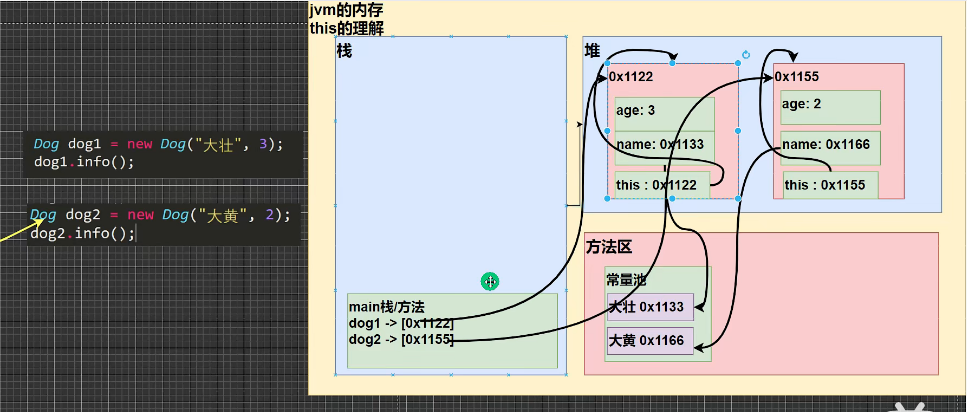 jvm的内存
this的理解
栈
堆
0x1122
age: 3
name: 0x1133
this : 0x1122
0x1155
age: 2
name: 0x1166
this : 0x1155
Dog dog1 = new Dog("大壮", 3);
dog1.info();
Dog dog2 = new Dog("大黄", 2);
dog2.info();
main栈/方法
dog1 -> [0x1122]
dog2 -> [0x1155]
方法区
常量池
大壮 0x1133
大黄 0x1166